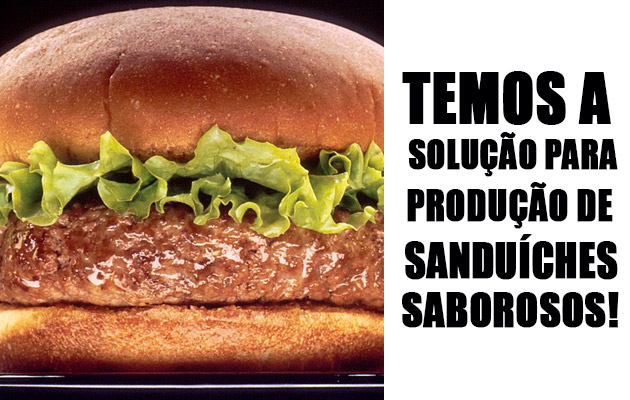 TEMOS A
SOLUÇÃO PARA
PRODUÇÃO DE
SANDUÍCHES
SABOROSOS!